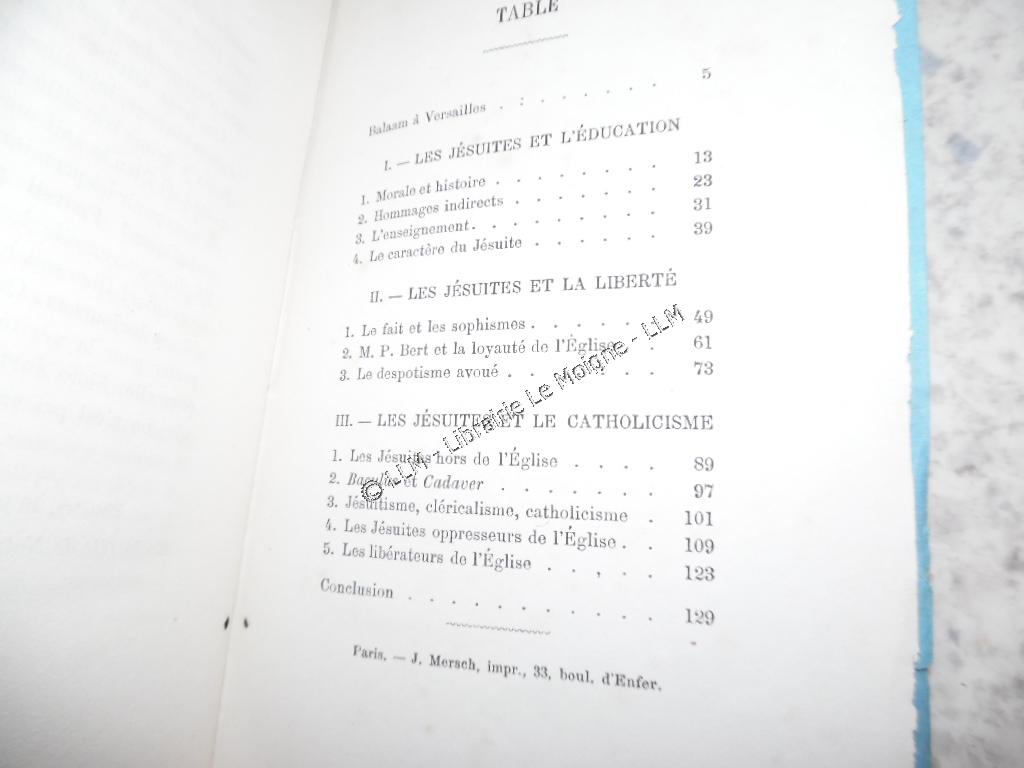 TABLE
Balaam à Versailles . : . . . . . . 5
I. — LES JÉSUITES ET L'ÉDUCATION
1. Morale et histoire . . . . . . . . 13
2. Hommages indirects . . . . . . . 23
3. L'enseignement. . . . . . . . . 31
4. Le caractère du Jésuite . . . . . . 39
II. — LES JÉSUITES ET LA LIBERTÉ
1. Le fait et les sophismes . . . . . . 49
2. M. P. Bert et la loyauté de l'Église . . 61
3. Le despotisme avoué . . . . . . . 73
III. — LES JÉSUITES ET LE CATHOLICISME
1. Les Jésuites hors de l'Église . . . . 89
2. Baculus et Cadaver . . . . . . . 97
3. Jésuitisme, cléricalisme, catholicisme . 101
4. Les Jésuites oppresseurs de l'Église . . 109
5. Les libérateurs de l'Église . . , . . 123
Conclusion . . . . . . . . . . 129
Paris. — J. Mersch, impr., 33, boul. d'Enfer.
© LLM - Librairie Le Moigne - LLM